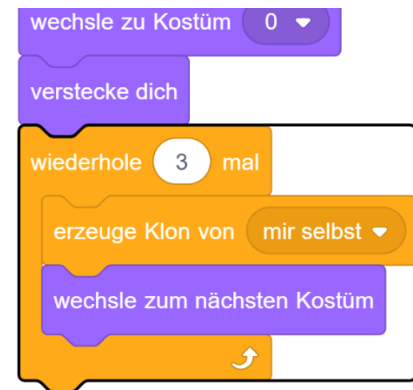 wechsle zu Kostüm 0
verstecke dich
wiederhole 3 mal
erzeuge Klon von mir selbst
wechsle zum nächsten Kostüm